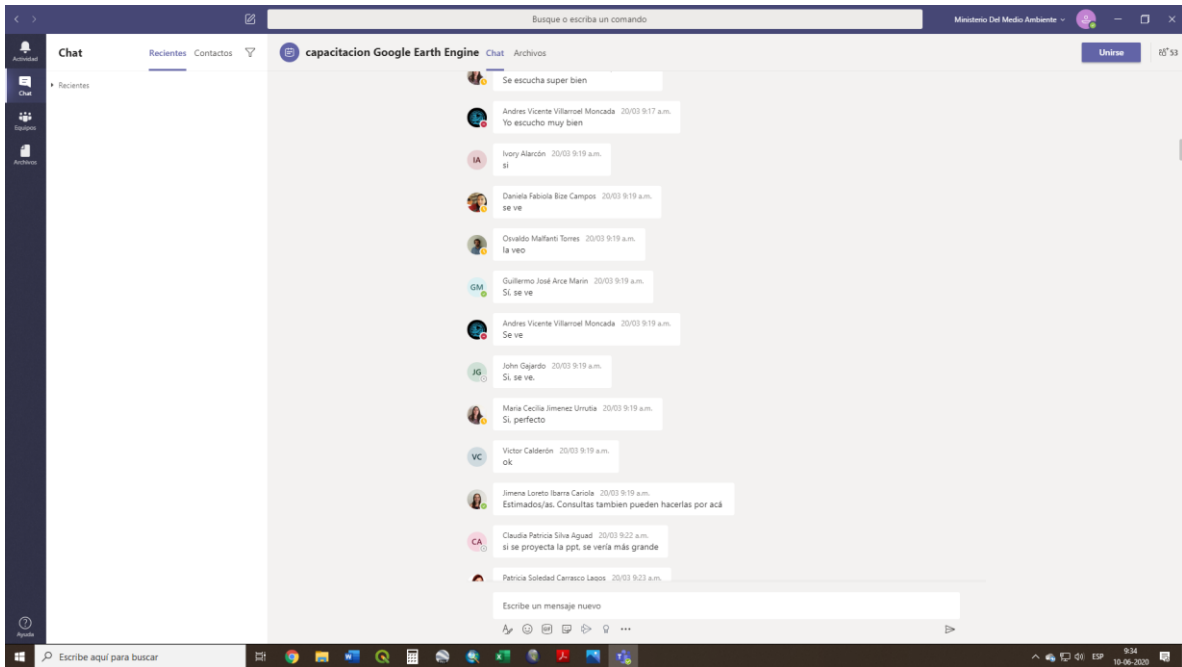 Busque o escriba un comando
Ministerio Del Medio Ambiente
Actividad
Chat
Equipos
Archivos
Ayuda
Chat
Recientes
Contactos
Recientes
capacitacion Google Earth Engine
Chat
Archivos
Unirse
53
Se escucha super bien
Andres Vicente Villarroel Moncada 20/03 9:17 a.m.
Yo escucho muy bien
IA
Ivory Alarcón 20/03 9:19 a.m.
si
Daniela Fabiola Bize Campos 20/03 9:19 a.m.
se ve
Osvaldo Malfanti Torres 20/03 9:19 a.m.
la veo
GM
Guillermo José Arce Marin 20/03 9:19 a.m.
Sí, se ve
Andres Vicente Villarroel Moncada 20/03 9:19 a.m.
Se ve
JG
John Gajardo 20/03 9:19 a.m.
Si, se ve.
Maria Cecilia Jimenez Urrutia 20/03 9:19 a.m.
Si, perfecto
VC
Victor Calderón 20/03 9:19 a.m.
ok
Jimena Loreto Ibarra Cariola 20/03 9:19 a.m.
Estimados/as. Consultas tambien pueden hacerlas por acá
CA
Claudia Patricia Silva Aguad 20/03 9:22 a.m.
si se proyecta la ppt, se vería más grande
Patricia Soledad Carrasco Lagos 20/03 9:23 a.m.
Escribe un mensaje nuevo
Escribe aquí para buscar
ESP
9:34
10-06-2020